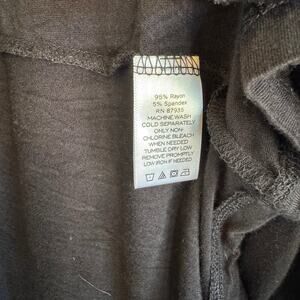 95% Rayon
5% Spandex
RN 87935
MACHINE WASH
COLD SEPARATELY
ONLY NON-
CHLORINE BLEACH
WHEN NEEDED
TUMBLE DRY LOW
REMOVE PROMPTLY
LOW IRON IF NEEDED